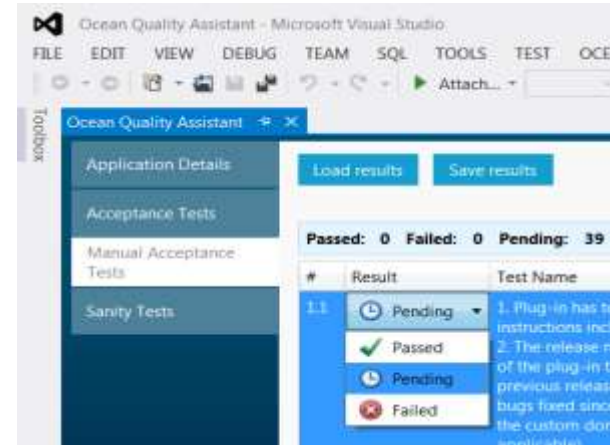 Ocean Quality Assistant - Microsoft Visual Studio
FILE EDIT VIEW DEBUG TEAM SQL TOOLS TEST OCE
Attach...
Toolbox
Ocean Quality Assistant
Application Details
Load results Save results
Acceptance Tests
Passed: 0 Failed: 0 Pending: 39
Manual Acceptance
Tests
# Result Test Name
Sanity Tests
1.1 Pending 1. Plug-in has t
instructions inc
Passed 2. The release n
of the plug-in t
Pending previous releas
bugs fixed since
Failed the custom do
applicable)